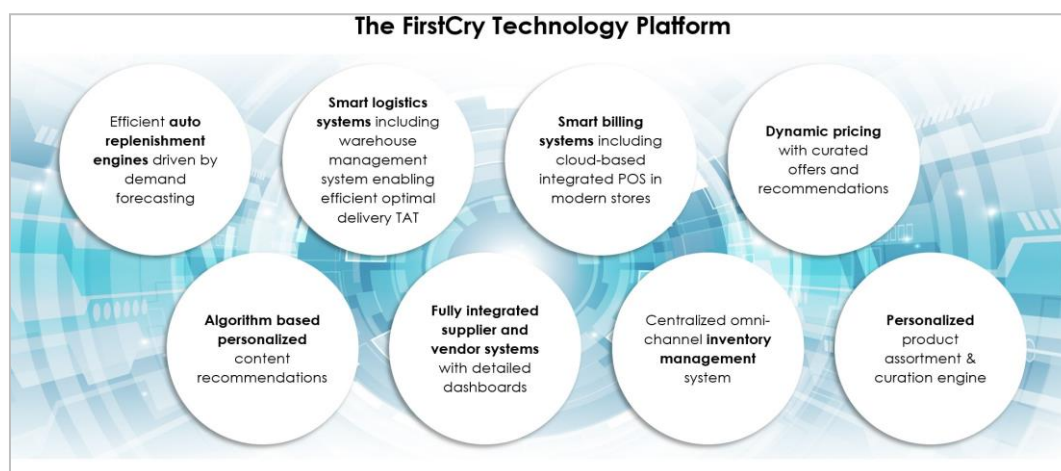 The FirstCry Technology Platform
Efficient auto
replenishment
engines driven by
demand
forecasting
Smart logistics
systems including
warehouse
management
system enabling
efficient optimal
delivery TAT
Smart billing
systems including
cloud-based
integrated POS in
modern stores
Dynamic pricing
with curated
offers and
recommendations
Algorithm based
personalized
content
recommendations
Fully integrated
supplier and
vendor systems
with detailed
dashboards
Centralized omni-
channel inventory
management
system
Personalized
product
assortment &
curation engine